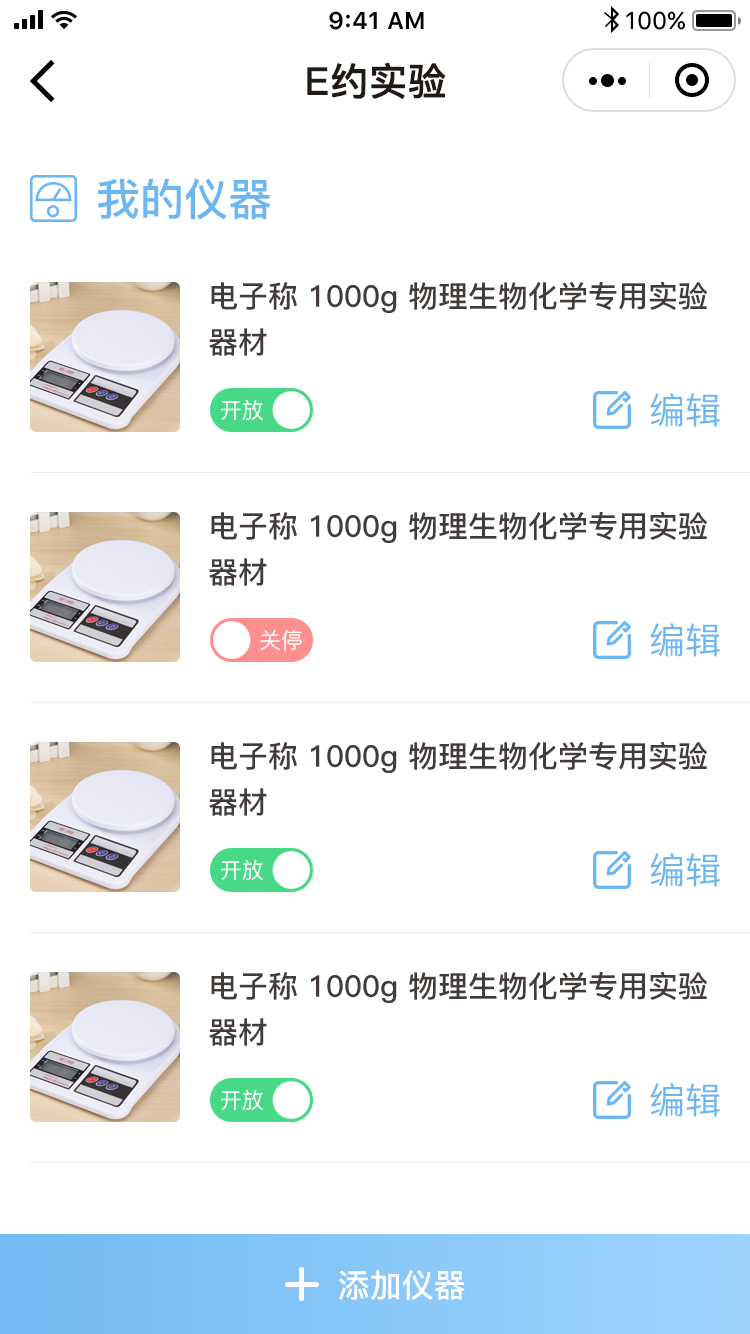 9:41 AM
100%
E约实验
我的仪器
电子称 1000g 物理生物化学专用实验
器材
开放
编辑
电子称 1000g 物理生物化学专用实验
器材
关停
编辑
电子称 1000g 物理生物化学专用实验
器材
开放
编辑
电子称 1000g 物理生物化学专用实验
器材
开放
编辑
添加仪器